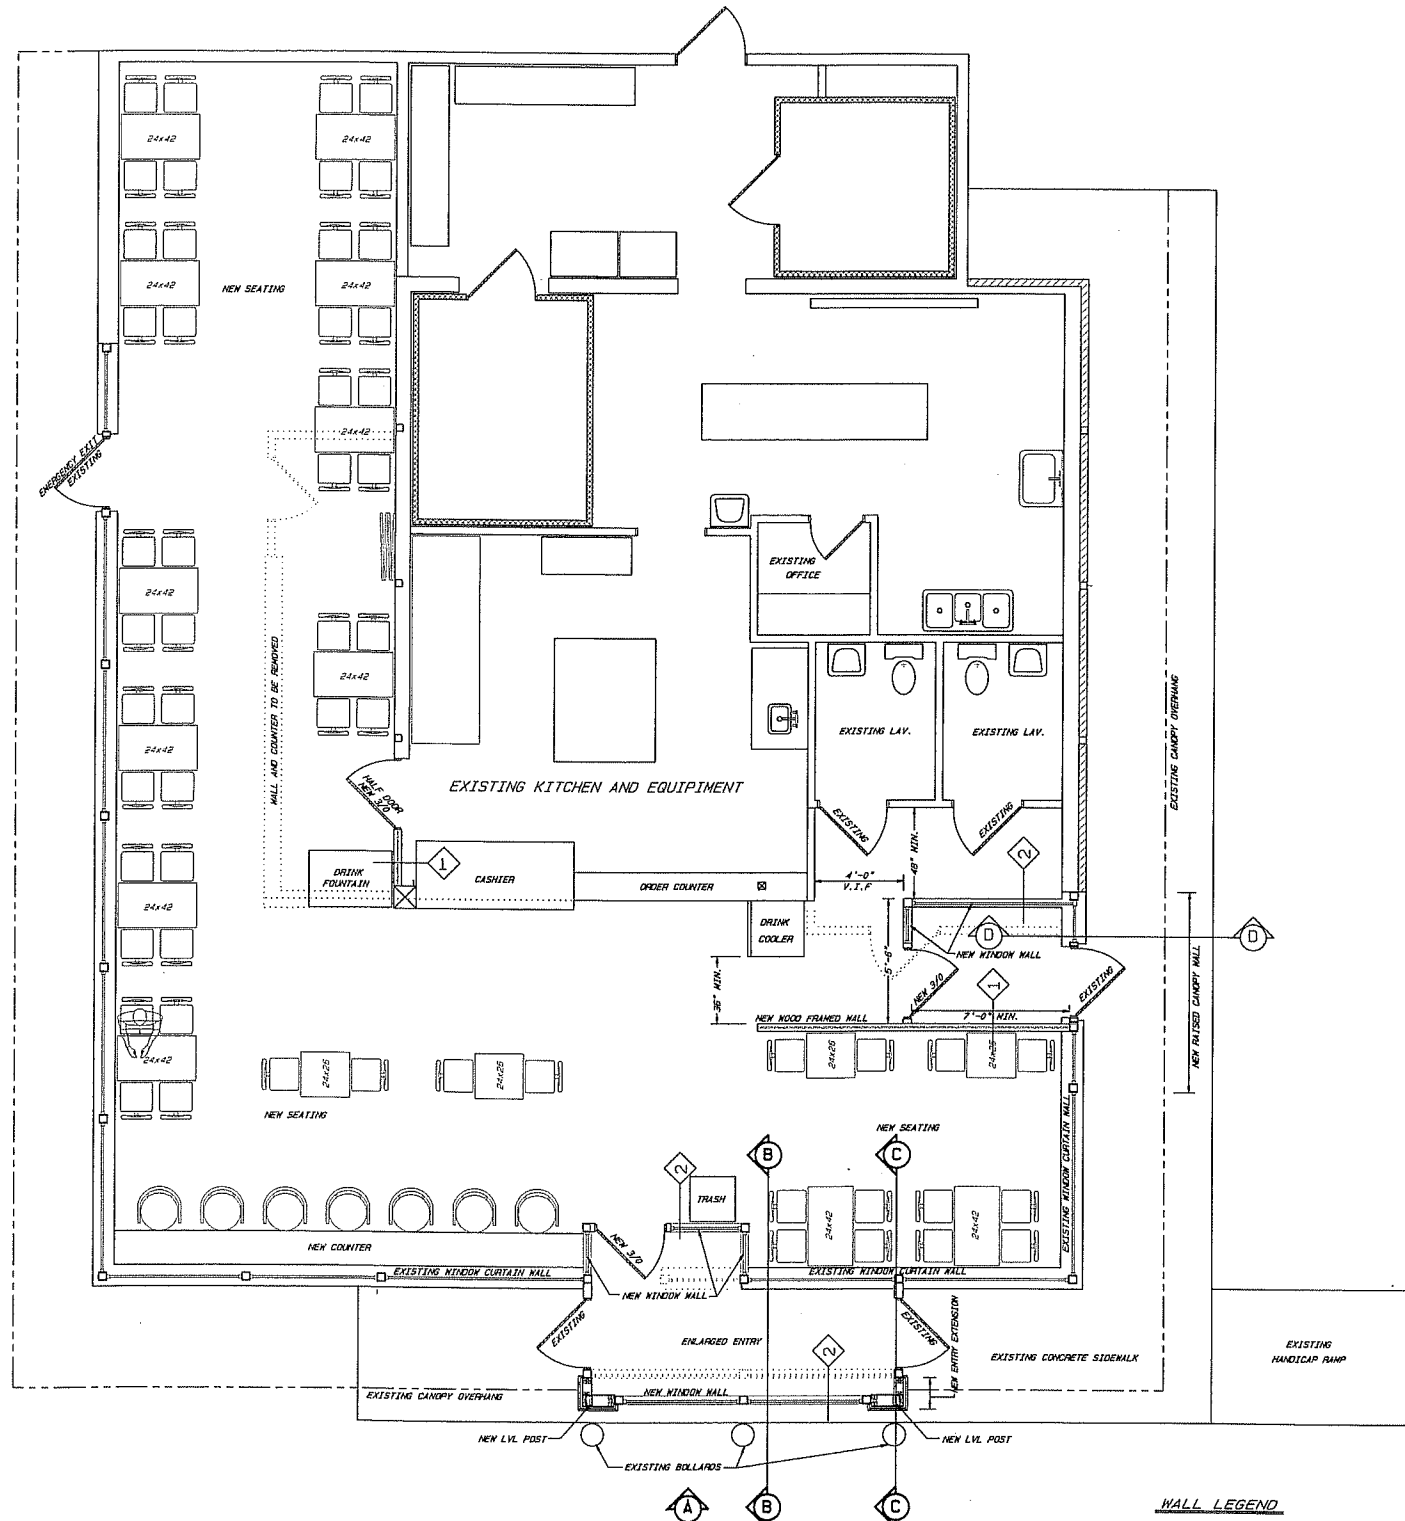 24x42
24x42
24x42
NEW SEATING
24x42
24x42
EMERGENCY EXIT
EXISTING
EXISTING
OFFICE
24x42
WALL AND COUNTER TO BE REMOVED
24x42
EXISTING CANOPY OVERHANG
24x42
EXISTING LAV.
EXISTING LAV.
HALF DOOR
NEW 3/0
EXISTING KITCHEN AND EQUIPIMENT
EXISTING
EXISTING
48" MIN.
2
1
DRINK
FOUNTAIN
CASHIER
ORDER COUNTER
4'-0"
V.I.F
24x42
DRINK
COOLER
5'-6"
D
D
NEW WINDOW WALL
36" MIN.
NEW 3/0
1
EXISTING
NEW RAISED CANOPY WALL
7'-0" MIN.
NEW WOOD FRAMED WALL
24x42
24x26
24x26
24x26
24x26
NEW SEATING
NEW SEATING
EXISTING WINDOW CURTAIN WALL
B
C
2
TRASH
24x42
24x42
NEW COUNTER
NEW 3/0
EXISTING WINDOW CURTAIN WALL
EXISTING WINDOW CURTAIN WALL
NEW WINDOW WALL
EXISTING
ENLARGED ENTRY
EXISTING
NEW ENTRY EXTENSION
2
EXISTING CONCRETE SIDEWALK
EXISTING
HANDICAP RAMP
EXISTING CANOPY OVERHANG
NEW WINDOW WALL
NEW LVL POST
NEW LVL POST
EXISTING BOLLARDS
A
B
C
WALL LEGEND